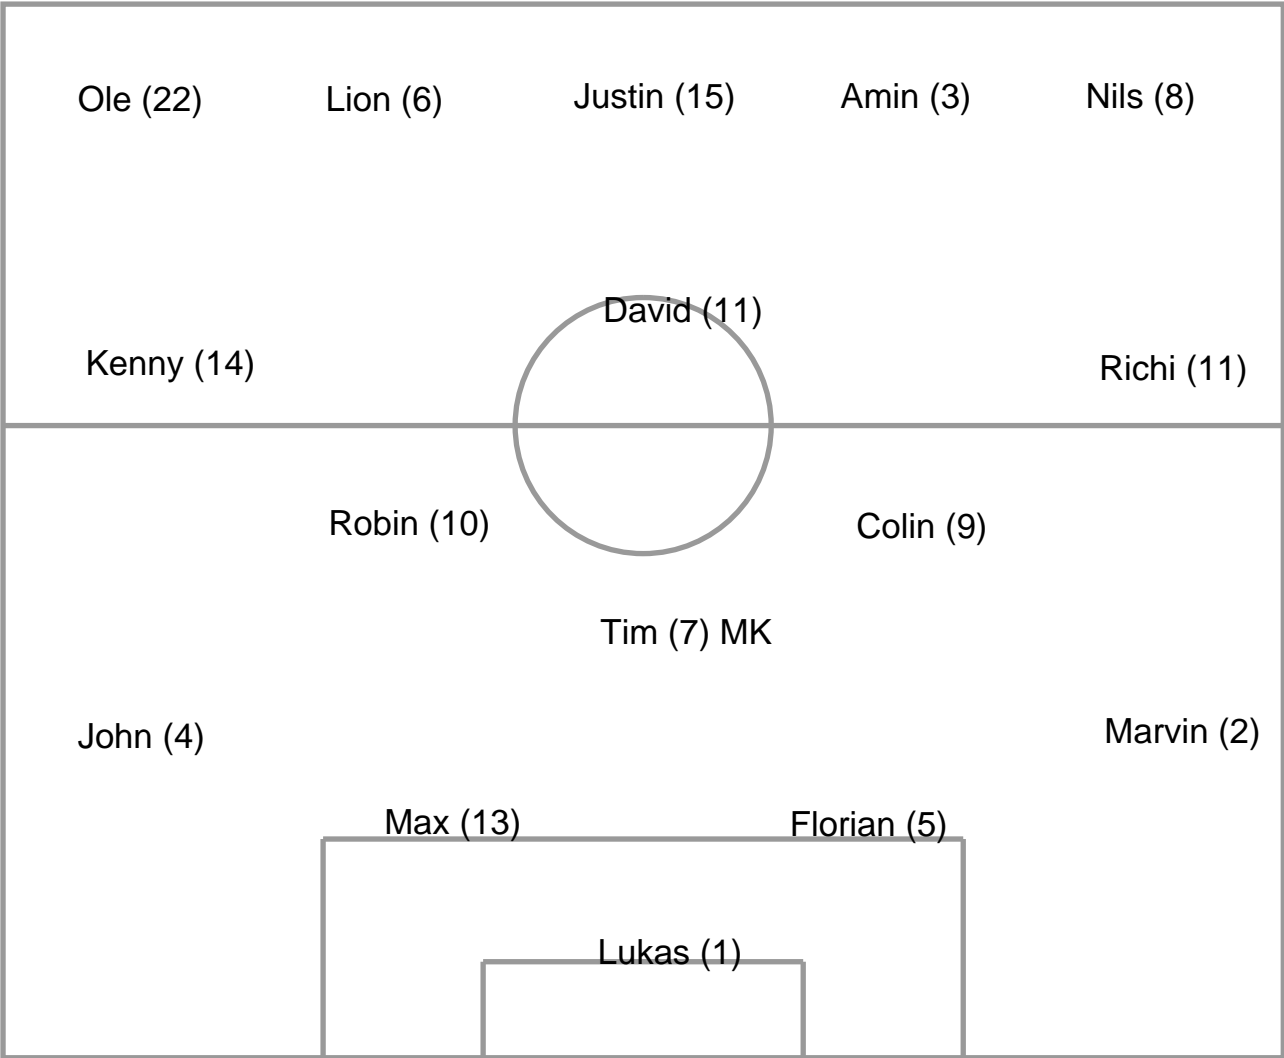 Ole (22) Lion (6) Justin (15) Amin (3) Nils (8)
David (11)
Kenny (14) Richi (11)
Robin (10) Colin (9)
Tim (7) MK
John (4) Marvin (2)
Max (13) Florian (5)
Lukas (1)